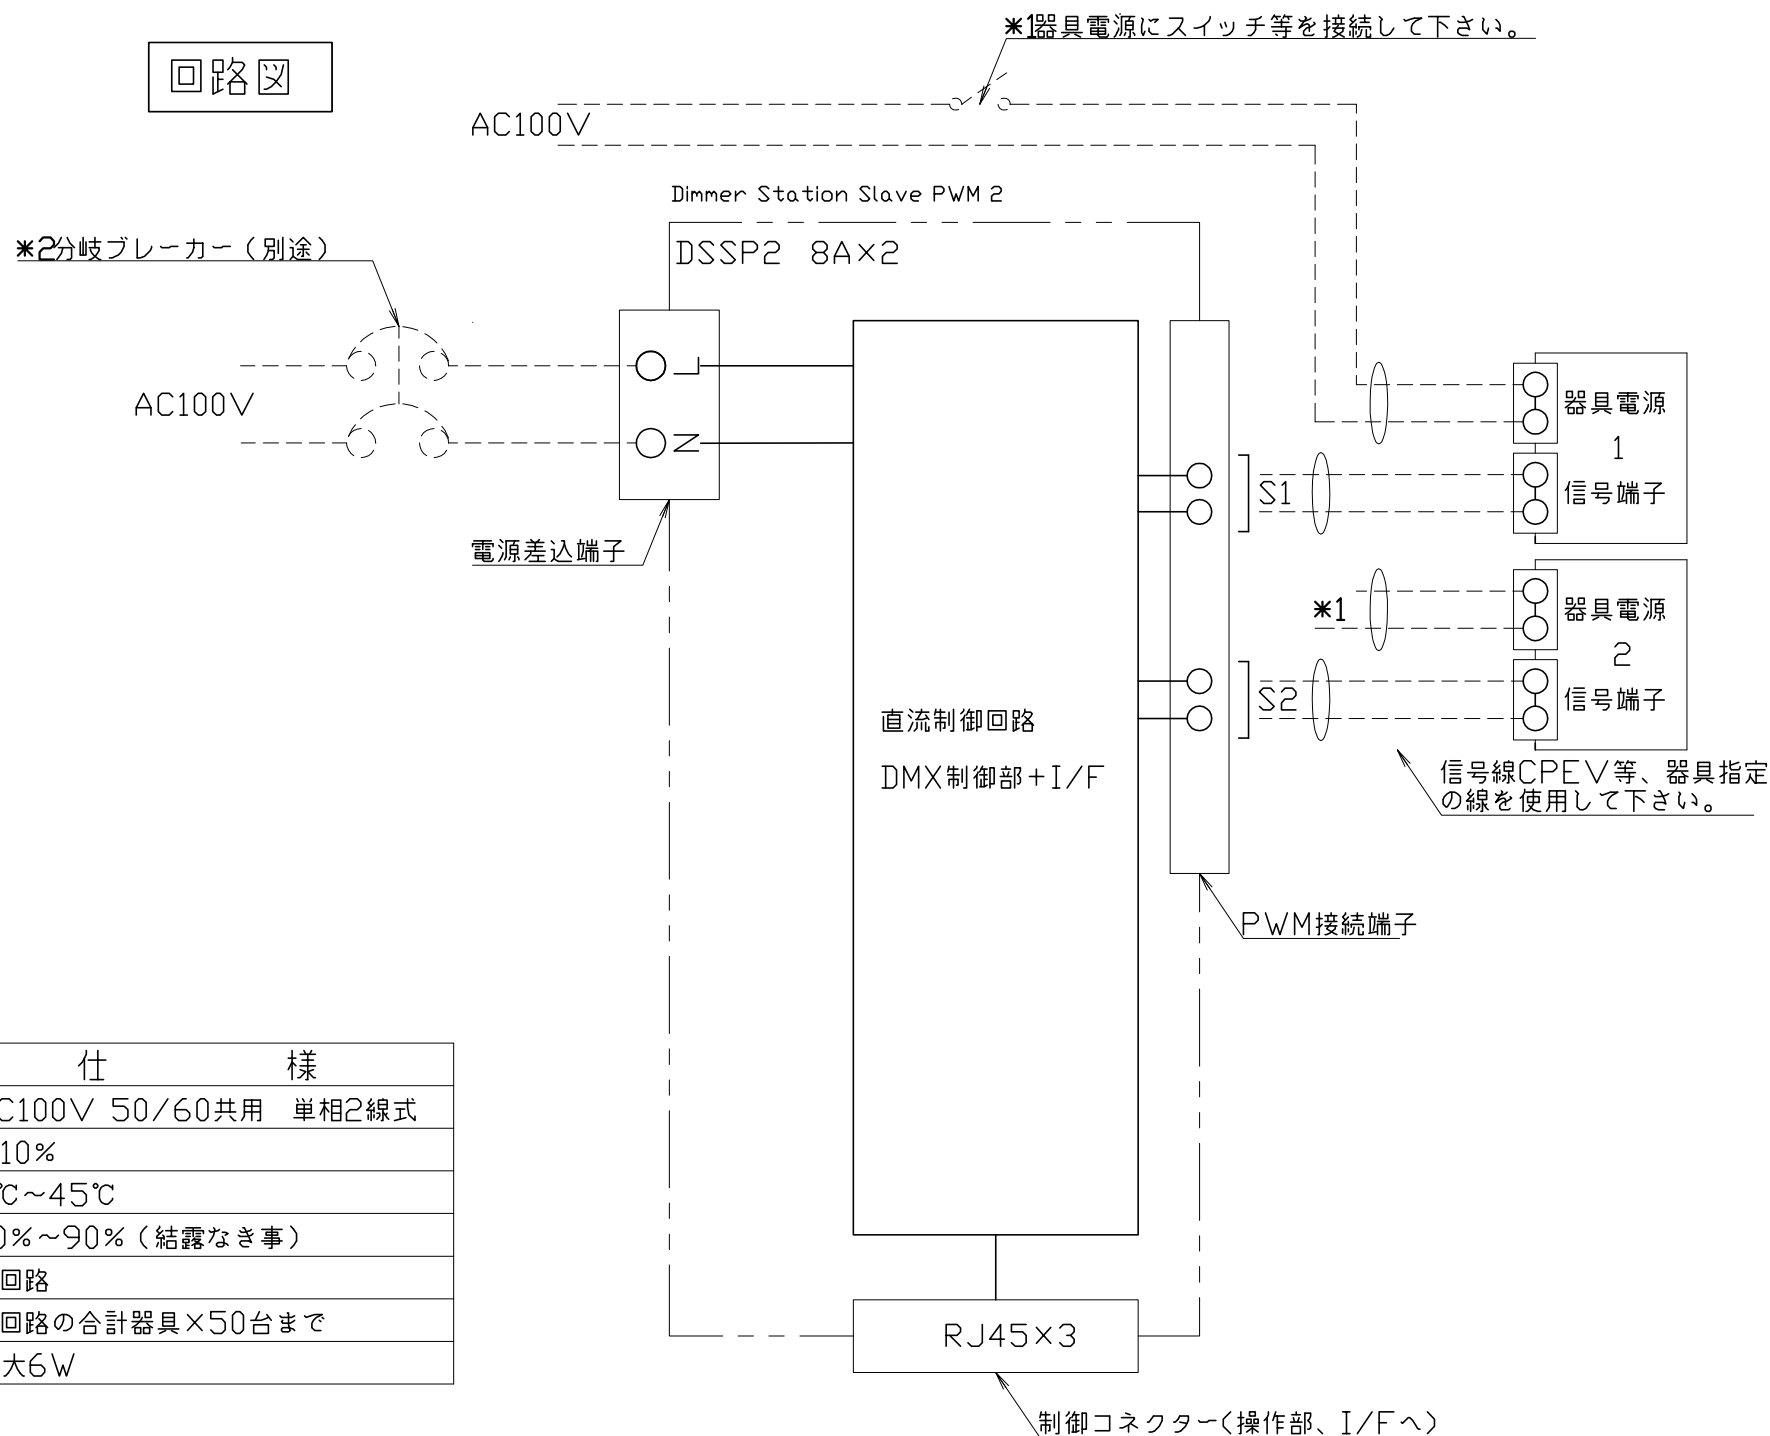 回路図
*1器具電源にスイッチ等を接続して下さい。
AC100V
Dimmer Station Slave PWM 2
DSSP2 8A×2
*2分岐ブレーカー(別途)
AC100V
L
N
電源差込端子
直流制御回路
DMX制御部+I/F
S1
S2
器具電源
1
信号端子
*1
器具電源
2
信号端子
信号線CPEV等、器具指定
の線を使用して下さい。
PWM接続端子
RJ45×3
制御コネクター(操作部、I/Fへ)
仕 様
C100V 50/60共用 単相2線式
10%
℃~45℃
0%~90%(結露なき事)
回路
回路の合計器具×50台まで
大6W